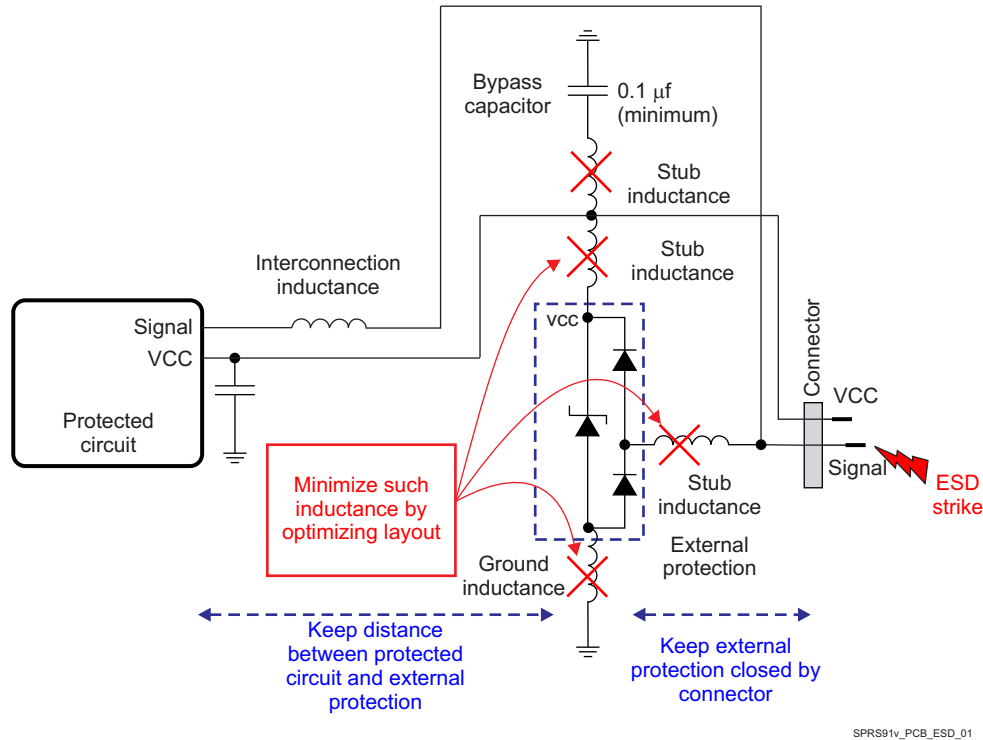 Bypass
capacitor
0.1 μf
(minimum)
Stub
inductance
Stub
inductance
Interconnection
inductance
Signal
VCC
Protected
circuit
vcc
Connector
VCC
Signal
ESD
strike
Minimize such
inductance by
optimizing layout
Stub
inductance
External
protection
Ground
inductance
Keep distance
between protected
circuit and external
protection
Keep external
protection closed by
connector
SPRS91v_PCB_ESD_01